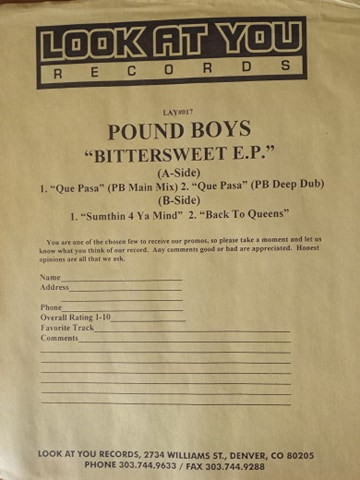 LOOK AT YOU
RECORDS
LAY#017
POUND BOYS
"BITTERSWEET E.P."
(A-Side)
1. "Que Pasa" (PB Main Mix) 2. "Que Pasa" (PB Deep Dub)
(B-Side)
1. "Sumthin 4 Ya Mind" 2. "Back To Queens"
You are one of the chosen few to receive our promos, so please take a moment and let us
know what you think of our record. Any comments good or bad are appreciated. Honest
opinions are all that we ask.
Name
Address
Phone
Overall Rating 1-10
Favorite Track
Comments
LOOK AT YOU RECORDS, 2734 WILLIAMS ST., DENVER, CO 80205
PHONE 303.744.9633 / FAX 303.744.9288